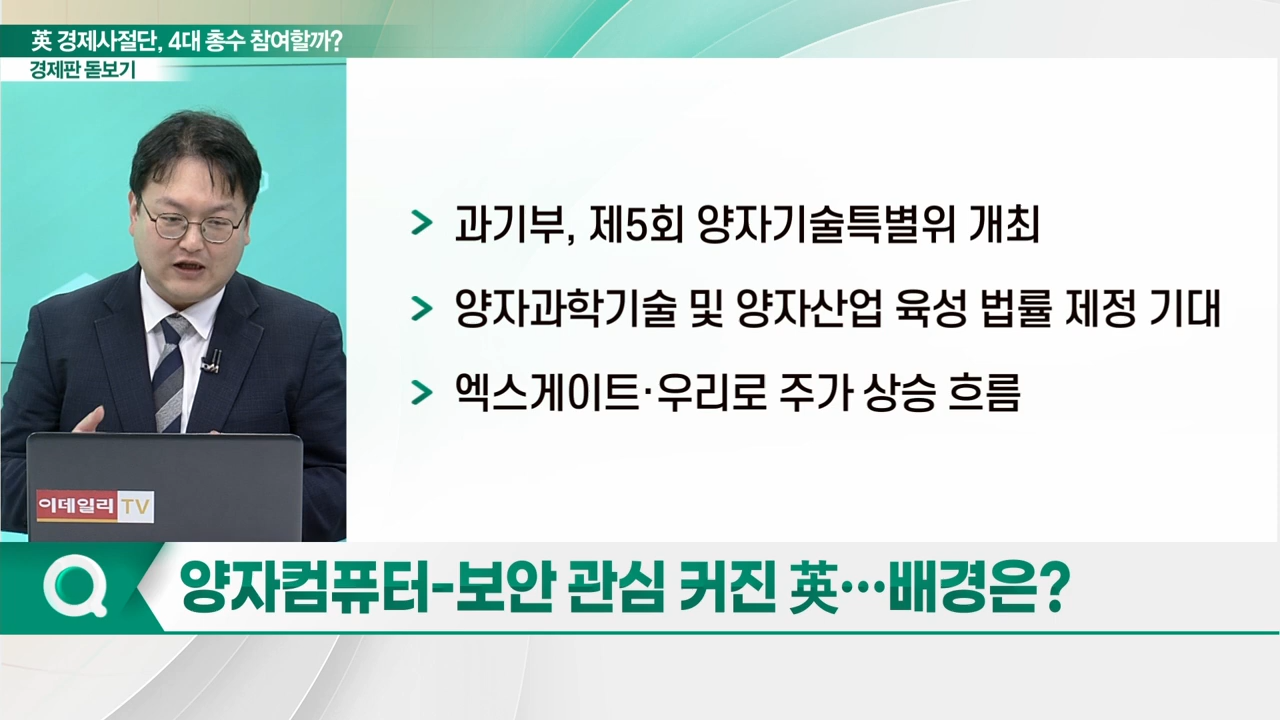 英 경제사절단, 4대 총수 참여할까?
경제판 돋보기
> 과기부, 제5회 양자기술특별위 개최
> 양자과학기술 및 양자산업 육성 법률 제정 기대
> 엑스게이트·우리로 주가 상승 흐름
이데일리 TV
양자컴퓨터-보안 관심 커진 英…배경은?